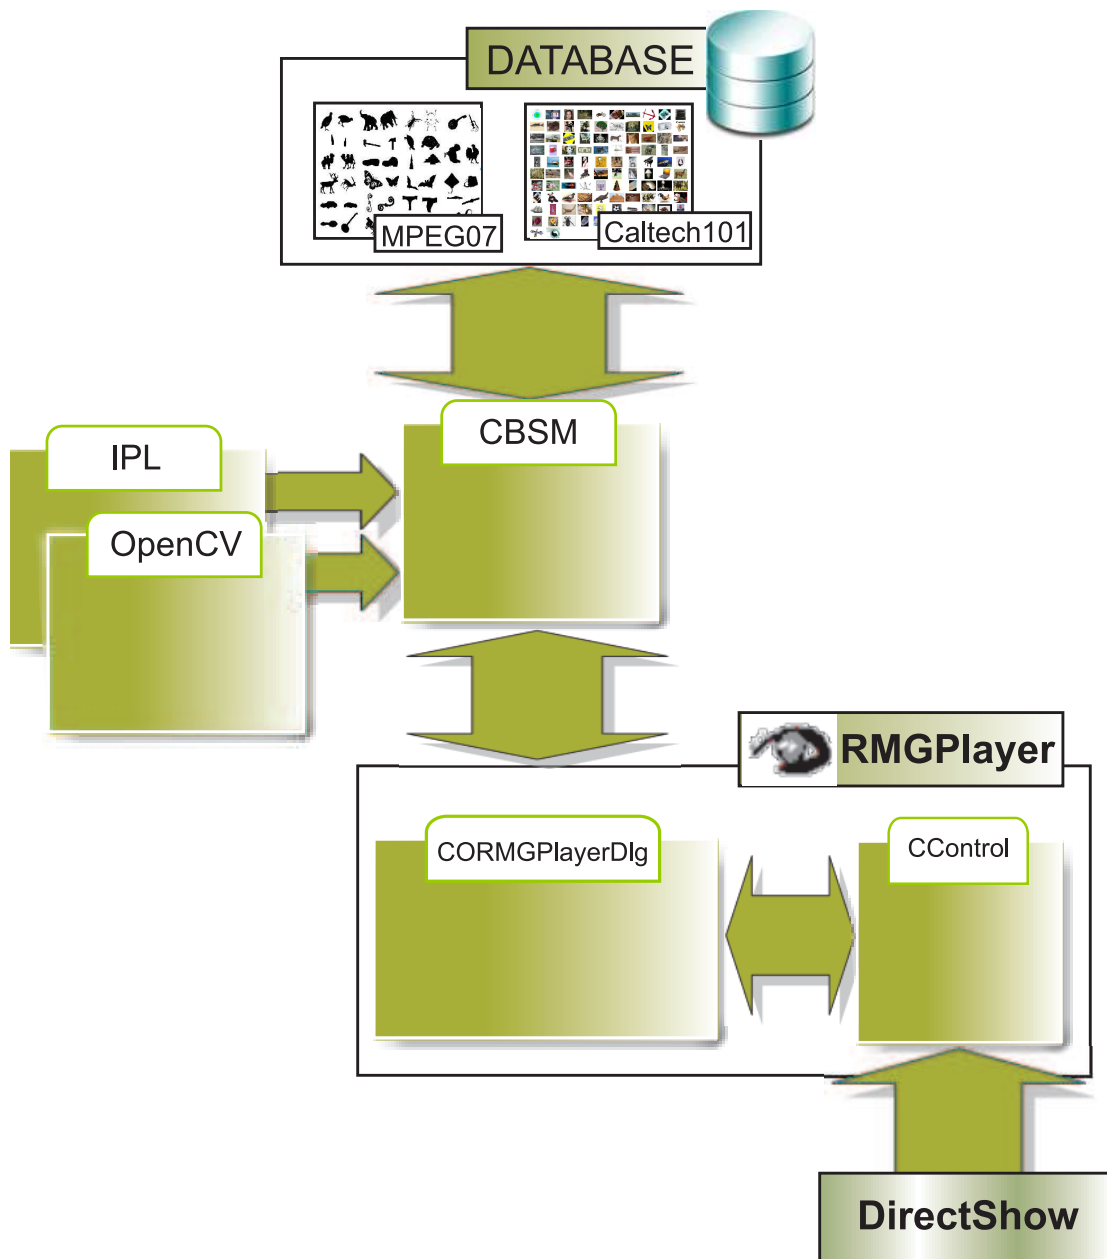 DATABASE
MPEG07
Caltech101
CBSM
IPL
OpenCV
RMGPlayer
CORMGPlayerDlg
CControl
DirectShow